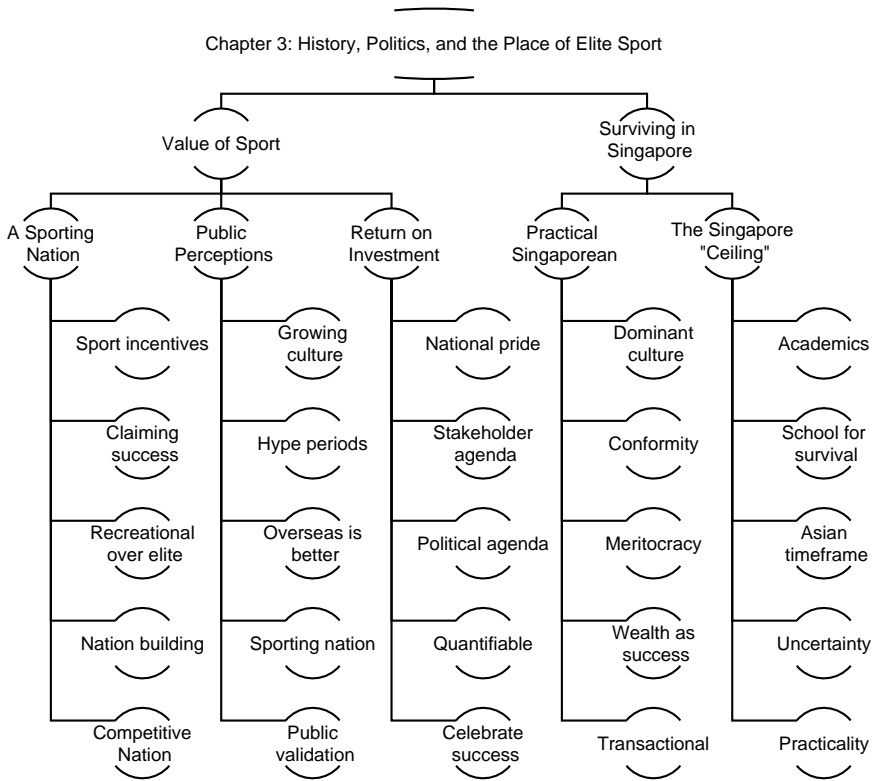 Chapter 3: History, Politics, and the Place of Elite Sport
Value of Sport
Surviving in
Singapore
A Sporting
Nation
Public
Perceptions
Return on
Investment
Practical
Singaporean
The Singapore
"Ceiling"
Sport incentives
Growing
culture
National pride
Dominant
culture
Academics
Claiming
success
Hype periods
Stakeholder
agenda
Conformity
School for
survival
Recreational
over elite
Overseas is
better
Political agenda
Meritocracy
Asian
timeframe
Nation building
Sporting nation
Quantifiable
Wealth as
success
Uncertainty
Competitive
Nation
Public
validation
Celebrate
success
Transactional
Practicality